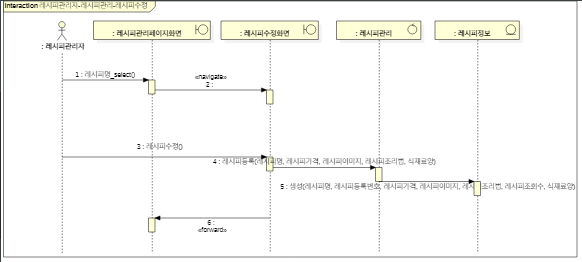 interaction 레시피관리자-레시피관리-레시피수정
: 레시피관리자
: 레시피관리페이지화면
: 레시피수정화면
: 레시피관리
: 레시피정보
1 : 레시피명_select()
«navigate»
2 :
3 : 레시피수정()
4 : 레시피등록(레시피명, 레시피가격, 레시피이미지, 레시피조리법, 식재료양)
5 : 생성(레시피명, 레시피등록번호, 레시피가격, 레시피이미지, 레시피조리법, 레시피조회수, 식재료양)
6 :
«forward»